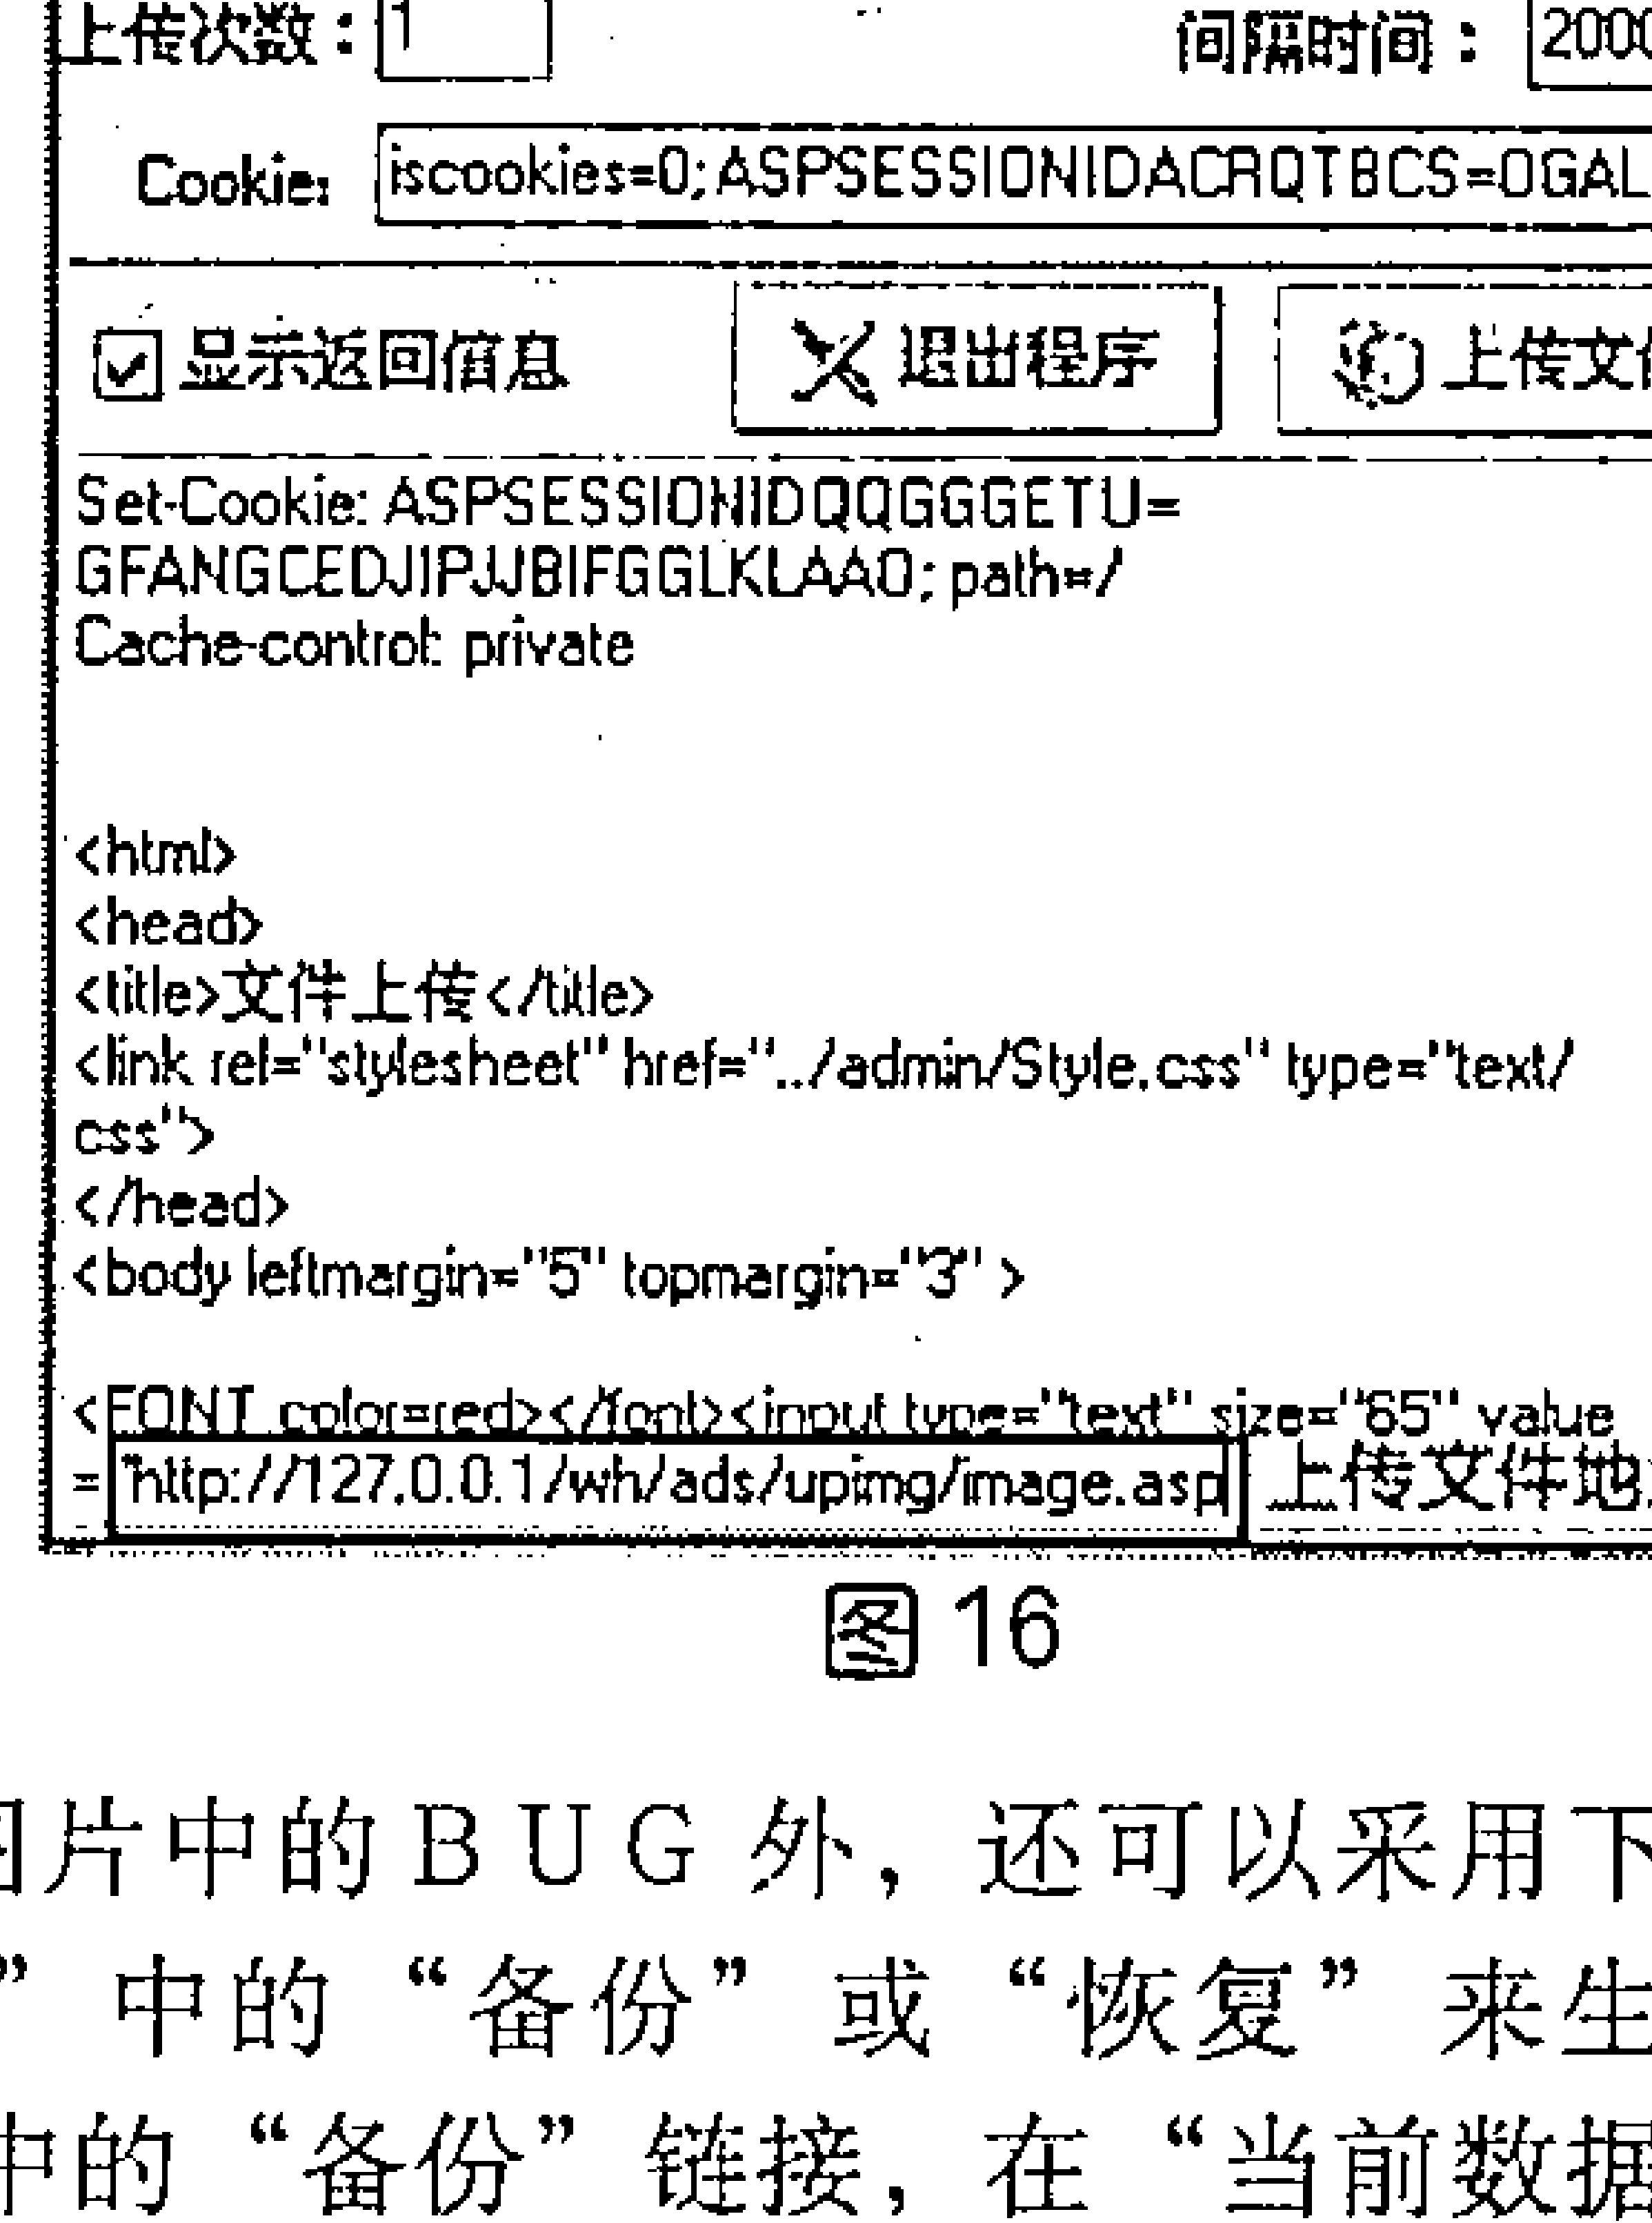 上传次数：1 间隔时间：2000
Cookie: iscookies=0; ASPSESSIONIDACRQTBCS=OGAL
显示返回信息 退出程序 上传文件
Set-Cookie: ASPSESSIONIDQQGGGETU=
GFANGCEDJIPJJBIFGGLKLAAO; path=/
Cache-control: private
<html>
<head>
<title>文件上传</title>
<link rel="stylesheet" href="../admin/Style.css" type="text/
css">
</head>
<body leftmargin="5" topmargin="3" >
<FONT color=red></font><input type="text" size="65" value
="http://127.0.0.1/wh/ads/upimg/image.asp 上传文件地
图 16
图片中的BUG外，还可以采用下
”中的“备份”或“恢复”来生
中的“备份”链接，在“当前数据